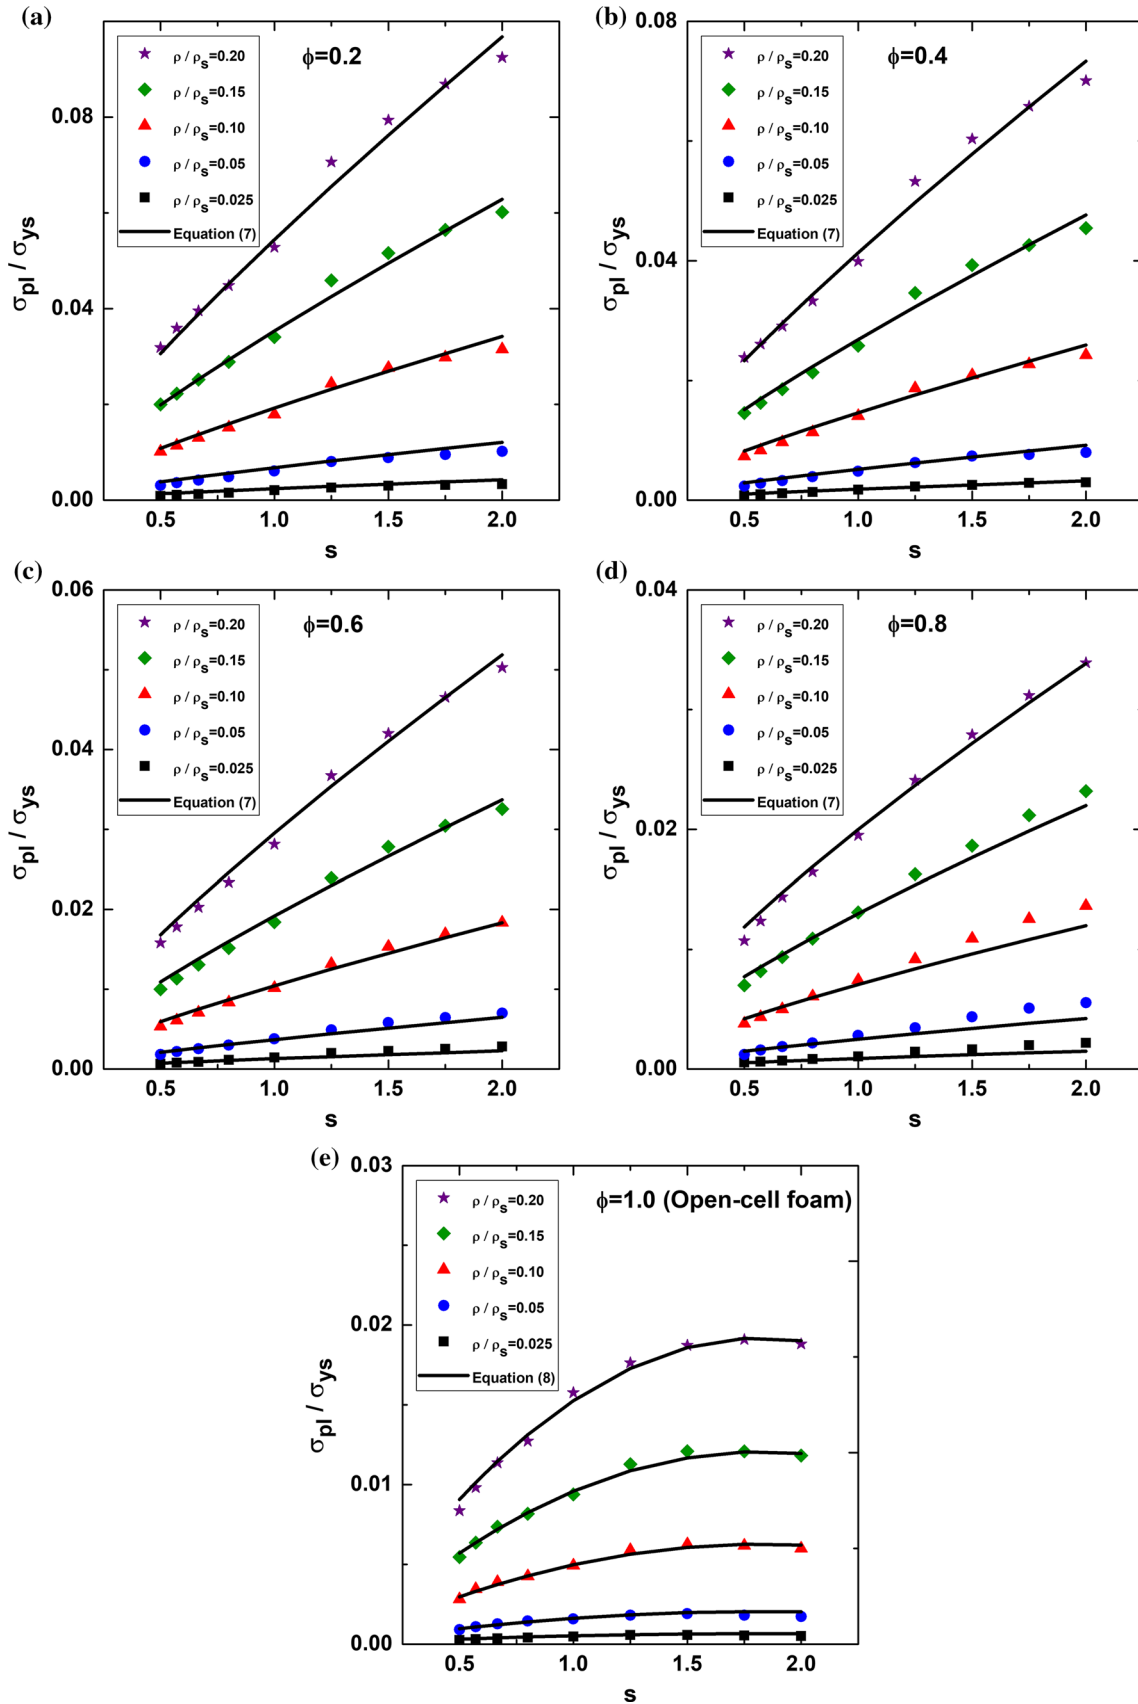 (a)
ϕ=0.2
ρ / ρs=0.20
ρ / ρs=0.15
ρ / ρs=0.10
ρ / ρs=0.05
ρ / ρs=0.025
Equation (7)
0.08
0.04
0.00
σpl / σys
0.5 1.0 1.5 2.0
s
(b)
ϕ=0.4
ρ / ρs=0.20
ρ / ρs=0.15
ρ / ρs=0.10
ρ / ρs=0.05
ρ / ρs=0.025
Equation (7)
0.08
0.04
0.00
σpl / σys
0.5 1.0 1.5 2.0
s
(c)
ϕ=0.6
ρ / ρs=0.20
ρ / ρs=0.15
ρ / ρs=0.10
ρ / ρs=0.05
ρ / ρs=0.025
Equation (7)
0.06
0.04
0.02
0.00
σpl / σys
0.5 1.0 1.5 2.0
s
(d)
ϕ=0.8
ρ / ρs=0.20
ρ / ρs=0.15
ρ / ρs=0.10
ρ / ρs=0.05
ρ / ρs=0.025
Equation (7)
0.04
0.02
0.00
σpl / σys
0.5 1.0 1.5 2.0
s
(e)
ϕ=1.0 (Open-cell foam)
ρ / ρs=0.20
ρ / ρs=0.15
ρ / ρs=0.10
ρ / ρs=0.05
ρ / ρs=0.025
Equation (8)
0.03
0.02
0.01
0.00
σpl / σys
0.5 1.0 1.5 2.0
s